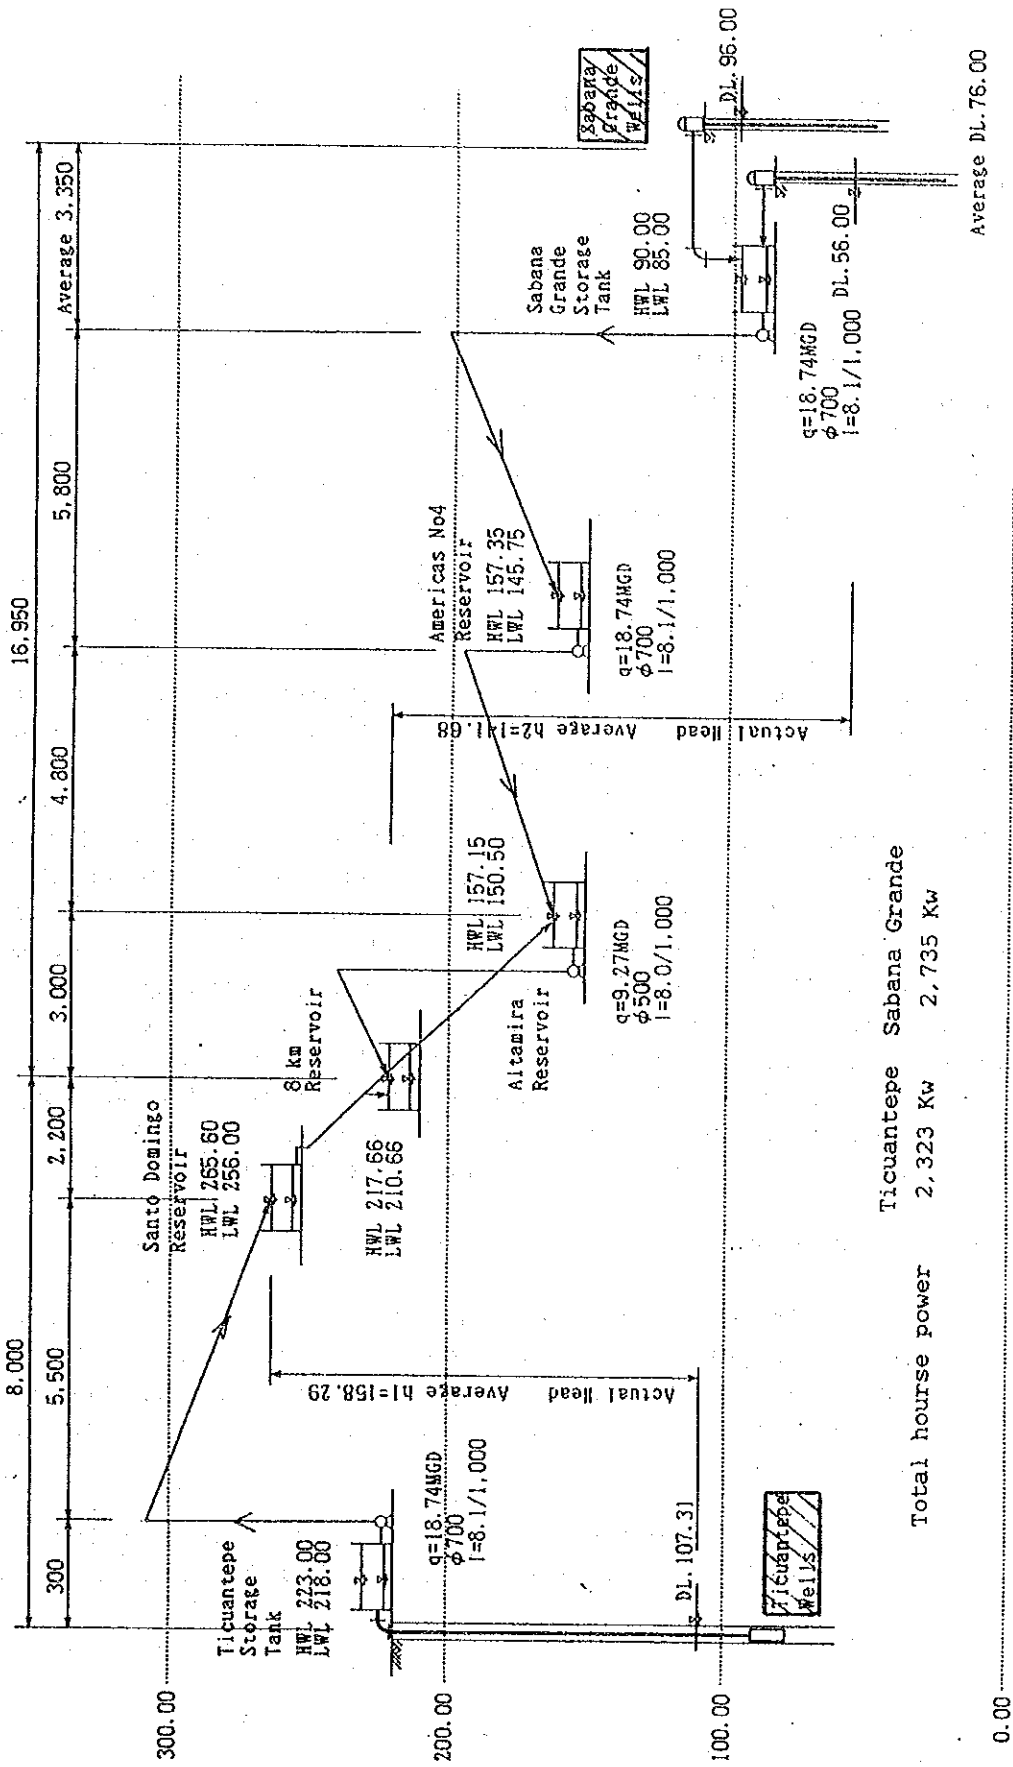 16,950
8,000
300
5,500
2,200
3,000
4,800
5,800
Average 3,350
300.00
200.00
100.00
0.00
Ticuantepe
Storage
Tank
HWL 223.00
LWL 218.00
q=18.74MGD
φ700
I=8.1/1,000
DL.107.31
Ticuantepe
Wells
Actual Head Average h1=158.29
Santo Domingo
Reservoir
HWL 265.60
LWL 256.00
8 km
Reservoir
HWL 217.66
LWL 210.66
HWL 157.15
LWL 150.50
Altamira
Reservoir
q=9.27MGD
φ500
I=8.0/1,000
Actual Head Average h2=141.68
Americas No4
Reservoir
HWL 157.35
LWL 145.75
q=18.74MGD
φ700
I=8.1/1,000
Sabana
Grande
Storage
Tank
HWL 90.00
LWL 85.00
q=18.74MGD
φ700
I=8.1/1,000
DL.56.00
Sabana
Grande
Wells
DL.96.00
Average DL.76.00
Ticuantepe Sabana Grande
Total hourse power 2,323 Kw 2,735 Kw